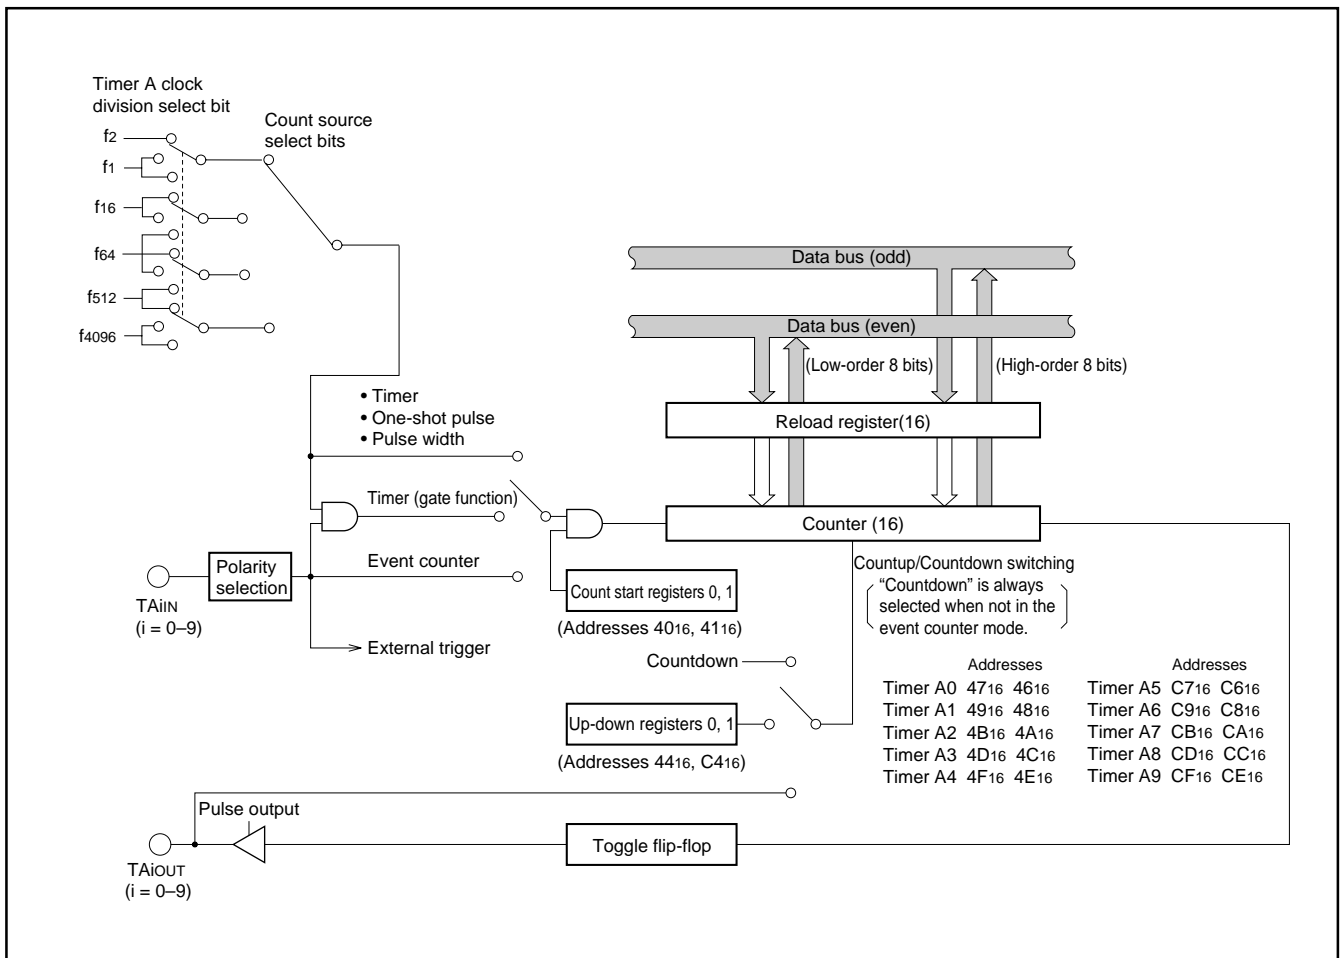 Timer A clock
division select bit
Count source
select bits
f2
f1
f16
f64
f512
f4096
Data bus (odd)
Data bus (even)
(Low-order 8 bits)
(High-order 8 bits)
• Timer
• One-shot pulse
• Pulse width
Reload register(16)
Timer (gate function)
Counter (16)
Polarity
selection
Event counter
TAiIN
(i = 0–9)
External trigger
Count start registers 0, 1
(Addresses 4016, 4116)
Countup/Countdown switching
“Countdown” is always
selected when not in the
event counter mode.
Countdown
Up-down registers 0, 1
(Addresses 4416, C416)
Addresses
Timer A0 4716 4616
Timer A1 4916 4816
Timer A2 4B16 4A16
Timer A3 4D16 4C16
Timer A4 4F16 4E16
Addresses
Timer A5 C716 C616
Timer A6 C916 C816
Timer A7 CB16 CA16
Timer A8 CD16 CC16
Timer A9 CF16 CE16
Pulse output
Toggle flip-flop
TAiOUT
(i = 0–9)